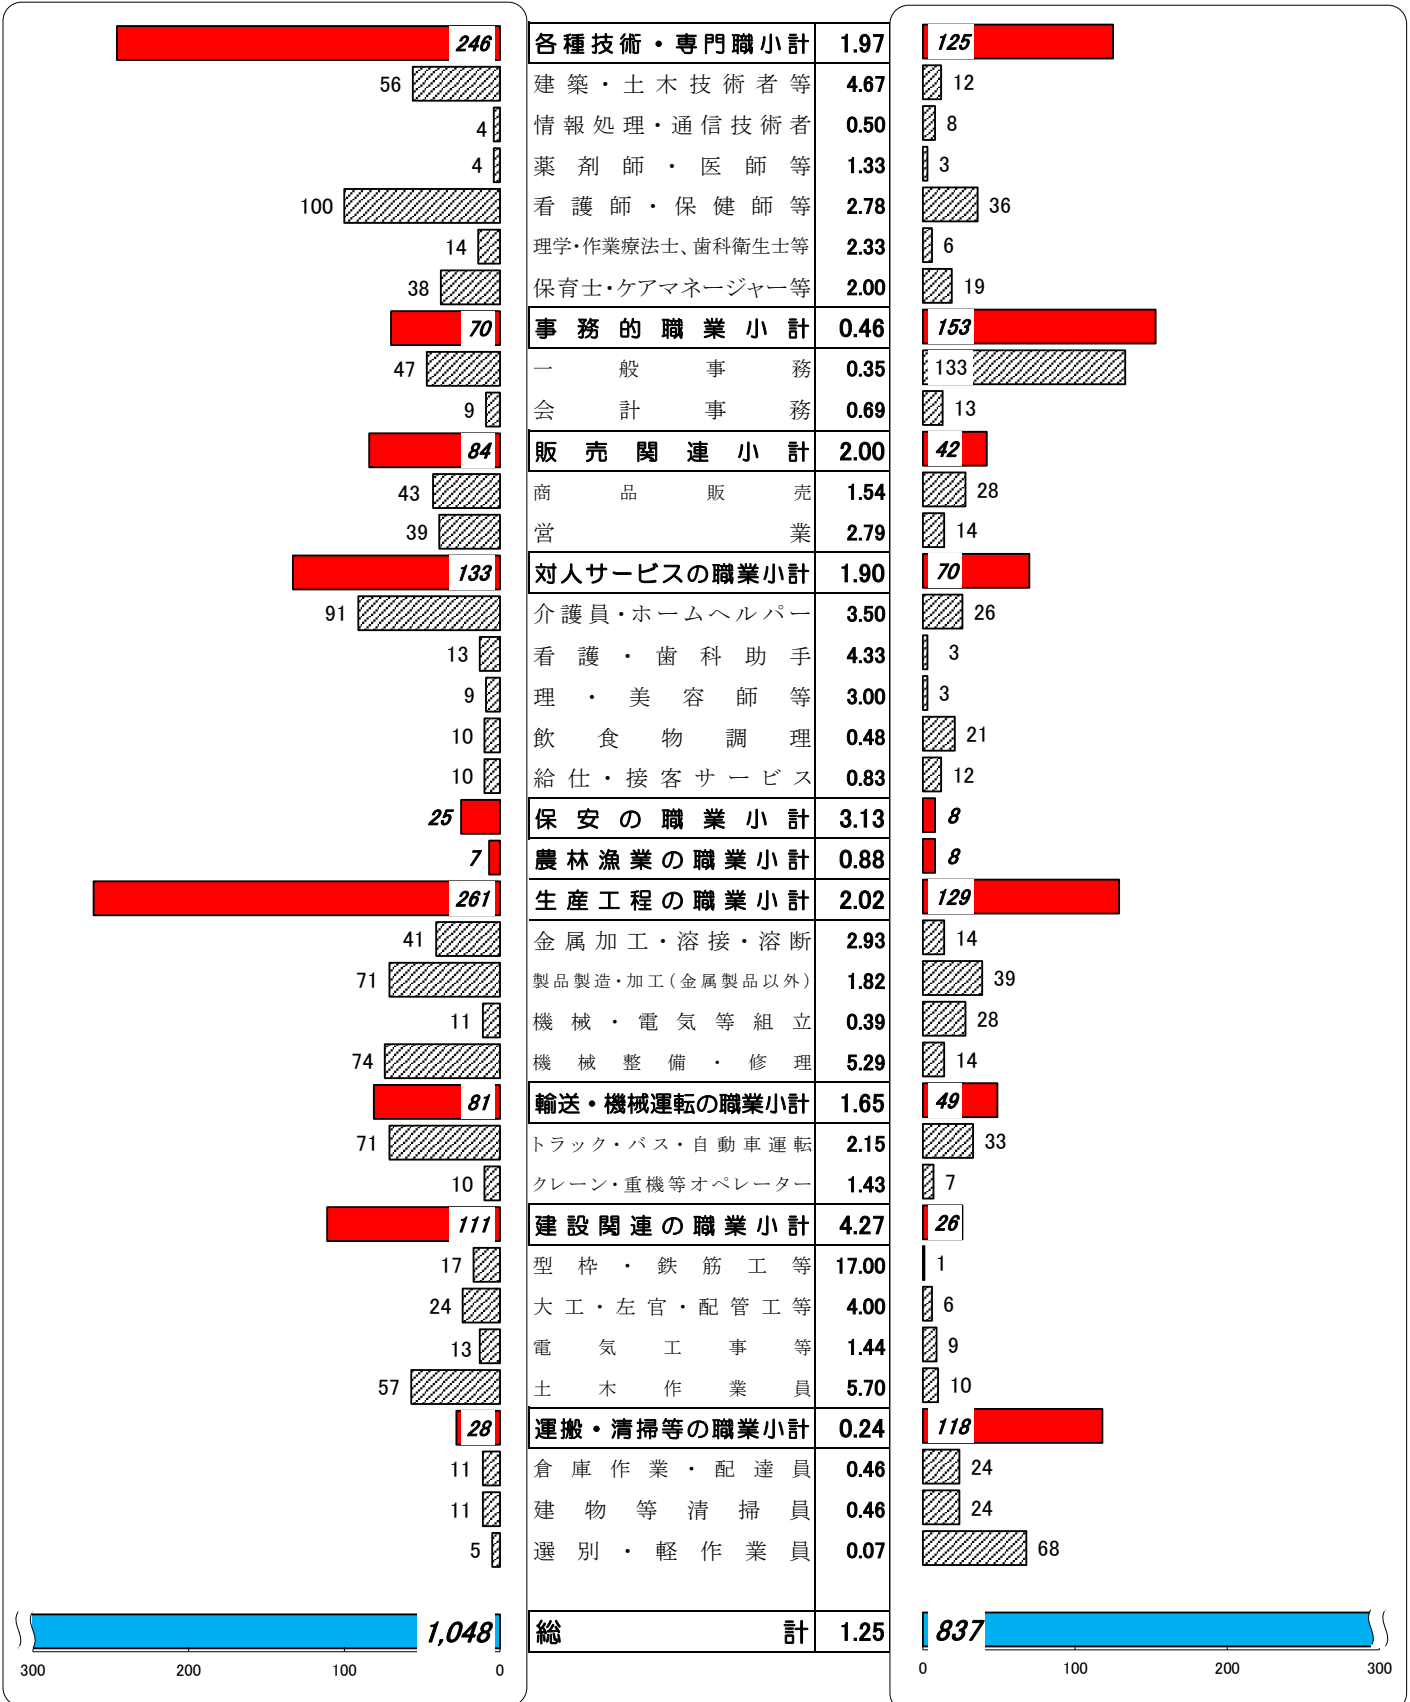 246 各種技術・専門職小計 1.97 125
56 建築・土木技術者等 4.67 12
4 情報処理・通信技術者 0.50 8
4 薬剤師・医師等 1.33 3
100 看護師・保健師等 2.78 36
14 理学・作業療法士、歯科衛生士等 2.33 6
38 保育士・ケアマネージャー等 2.00 19
70 事務的職業小計 0.46 153
47 一般事務 0.35 133
9 会計事務 0.69 13
84 販売関連小計 2.00 42
43 商品販売 1.54 28
39 営業 2.79 14
133 対人サービスの職業小計 1.90 70
91 介護員・ホームヘルパー 3.50 26
13 看護・歯科助手 4.33 3
9 理・美容師等 3.00 3
10 飲食物調理 0.48 21
10 給仕・接客サービス 0.83 12
25 保安の職業小計 3.13 8
7 農林漁業の職業小計 0.88 8
261 生産工程の職業小計 2.02 129
41 金属加工・溶接・溶断 2.93 14
71 製品製造・加工(金属製品以外) 1.82 39
11 機械・電気等組立 0.39 28
74 機械整備・修理 5.29 14
81 輸送・機械運転の職業小計 1.65 49
71 トラック・バス・自動車運転 2.15 33
10 クレーン・重機等オペレーター 1.43 7
111 建設関連の職業小計 4.27 26
17 型枠・鉄筋工等 17.00 1
24 大工・左官・配管工等 4.00 6
13 電気工事等 1.44 9
57 土木作業員 5.70 10
28 運搬・清掃等の職業小計 0.24 118
11 倉庫作業・配達員 0.46 24
11 建物等清掃員 0.46 24
5 選別・軽作業員 0.07 68
1,048 総計 1.25 837
300 200 100 0 0 100 200 300